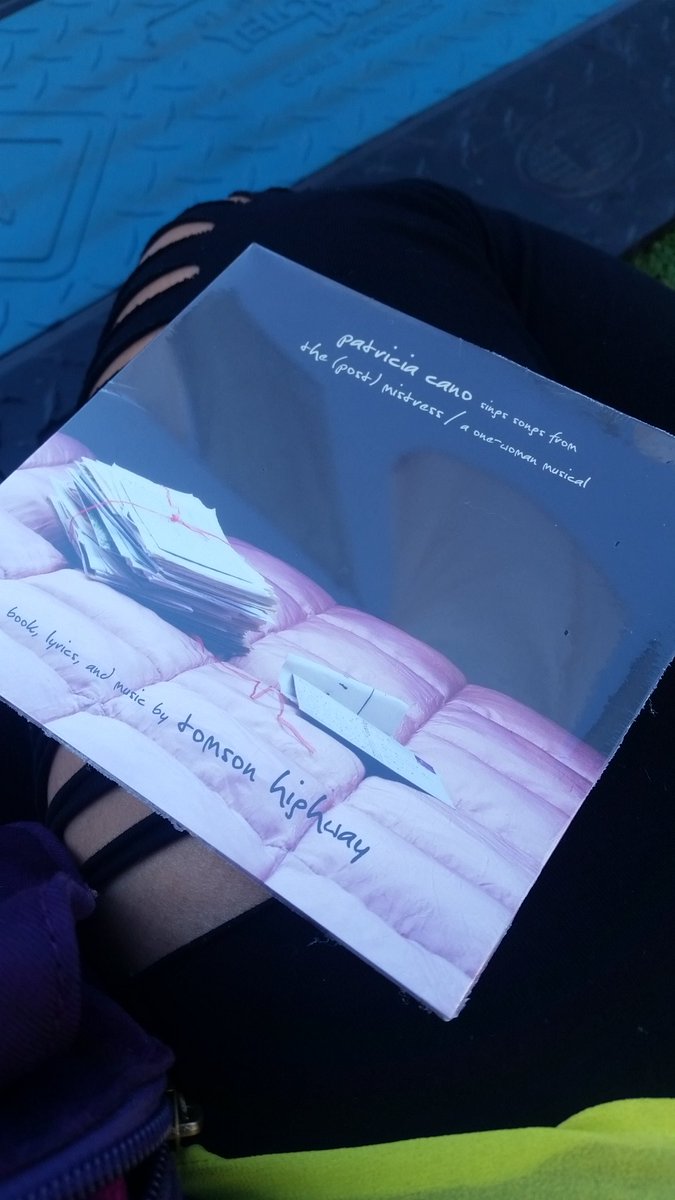 patricia cano sings songs from
the (post) mistress / a one-woman musical
book, lyrics, and music by tomson highway